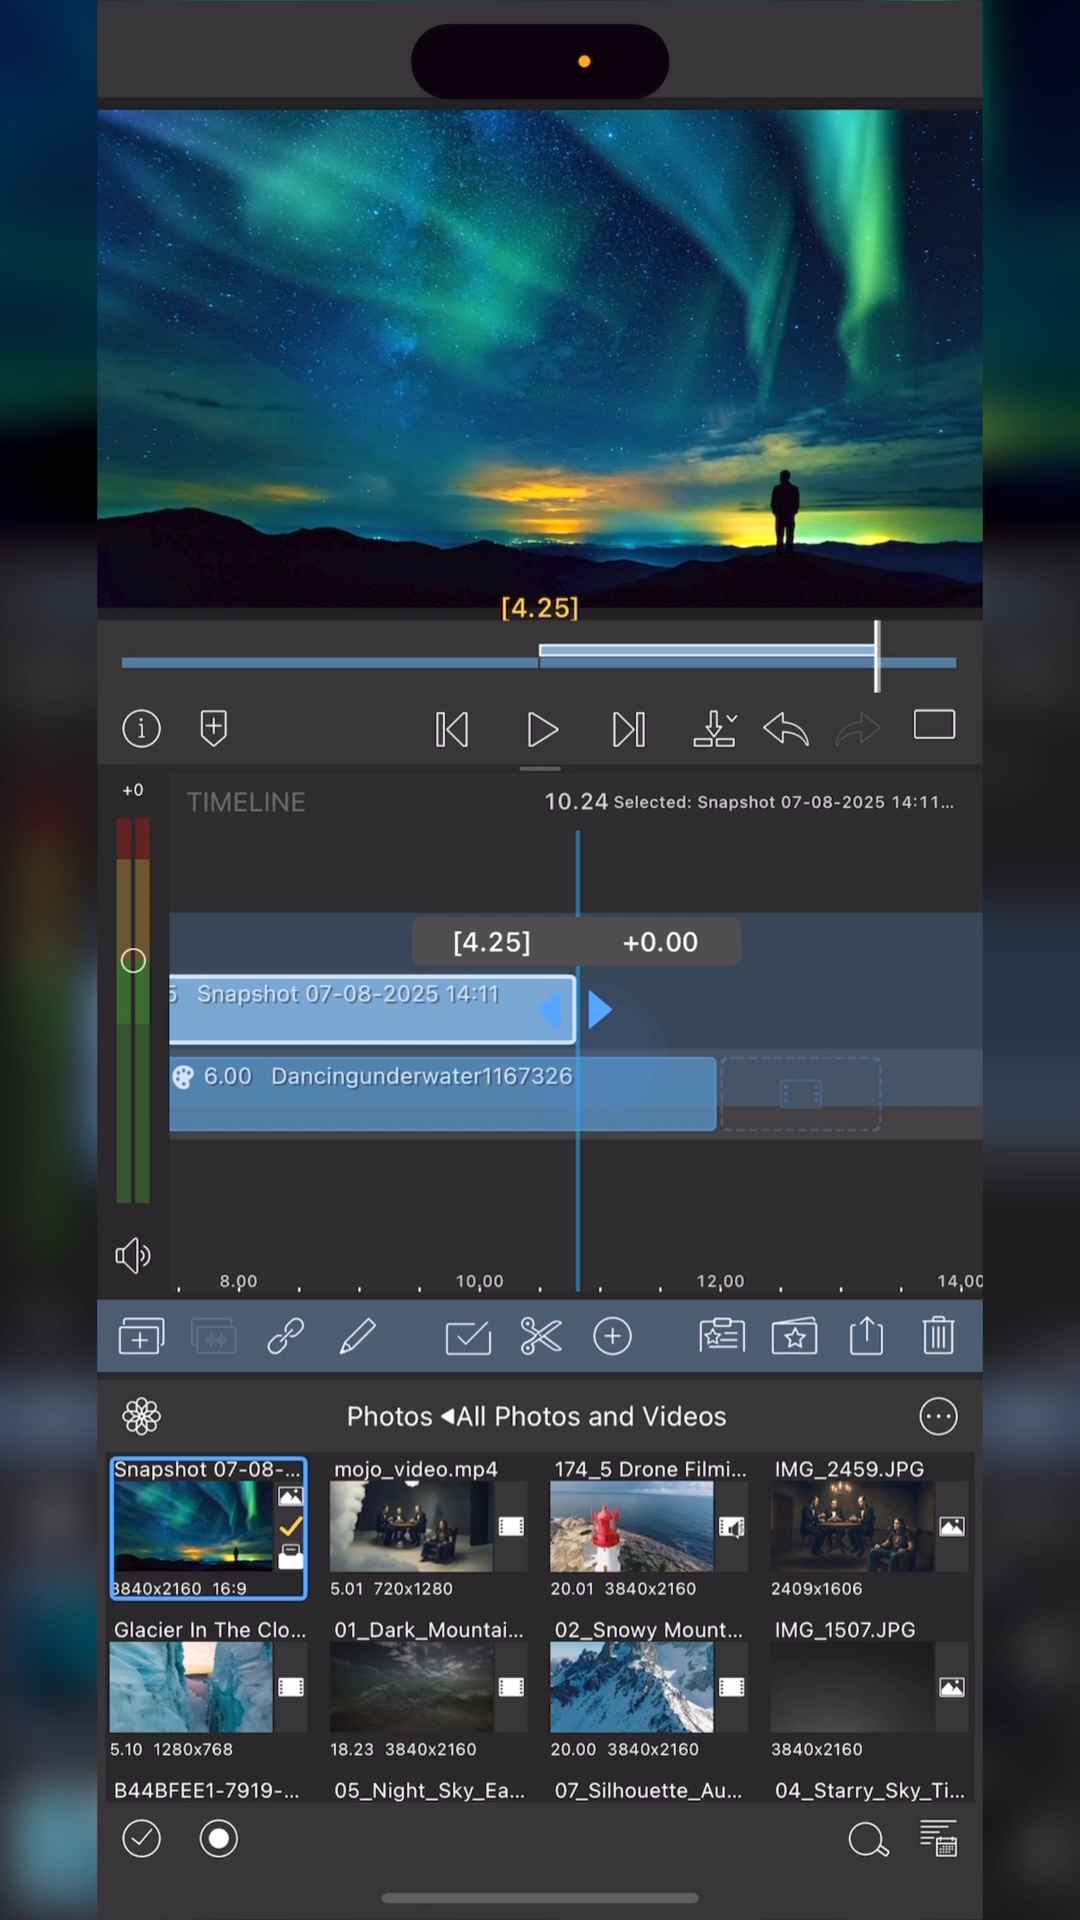 [4.25]
+0
TIMELINE
10.24 Selected: Snapshot 07-08-2025 14:11...
[4.25] +0.00
5 Snapshot 07-08-2025 14:11
6.00 Dancingunderwater1167326
8.00 10,00 12,00 14,00
Photos ◀All Photos and Videos
Snapshot 07-08-... mojo_video.mp4 174_5 Drone Filmi... IMG_2459.JPG
3840x2160 16:9 5.01 720x1280 20.01 3840x2160 2409x1606
Glacier In The Clo... 01_Dark_Mountai... 02_Snowy Mount... IMG_1507.JPG
5.10 1280x768 18.23 3840x2160 20.00 3840x2160 3840x2160
B44BFEE1-7919-... 05_Night_Sky_Ea... 07_Silhouette_Au... 04_Starry_Sky_Ti...